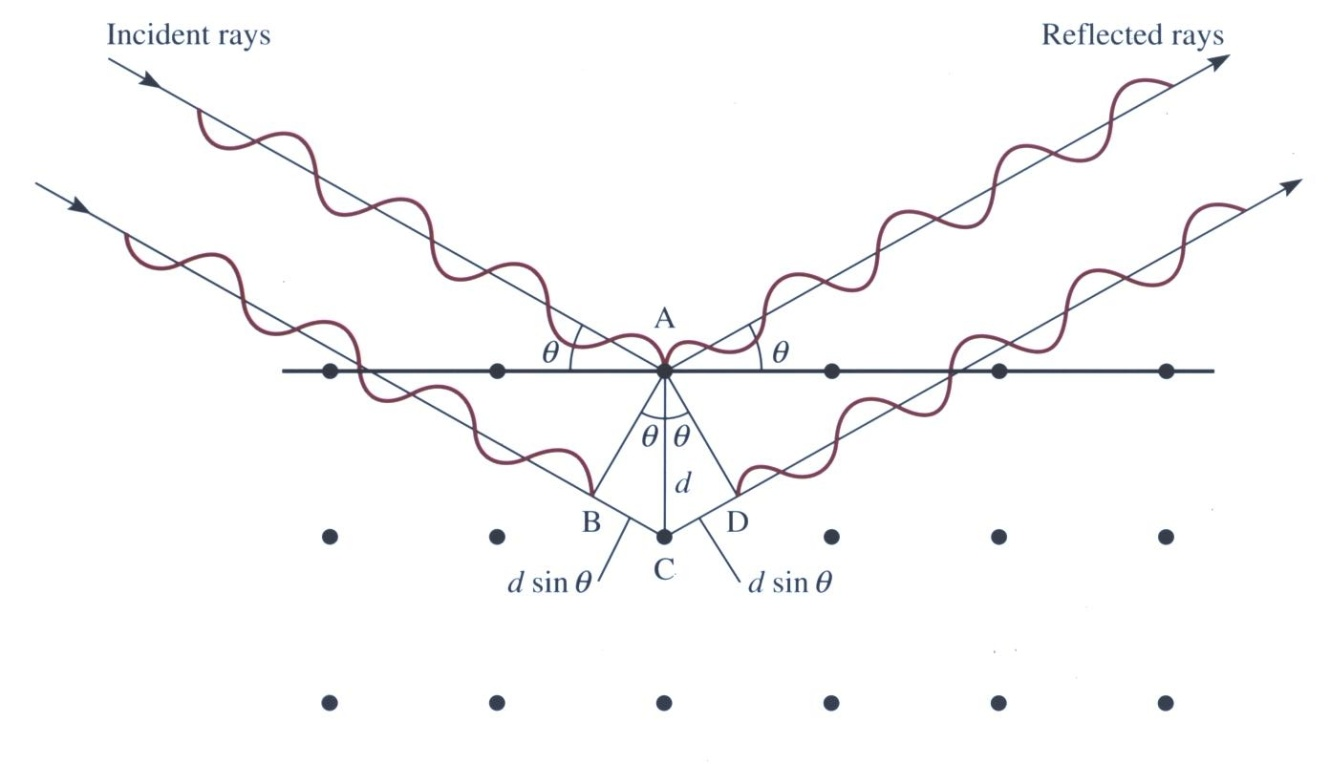 Incident rays
Reflected rays
A
θ
θ
θ
θ
d
B
D
C
d sin θ
d sin θ